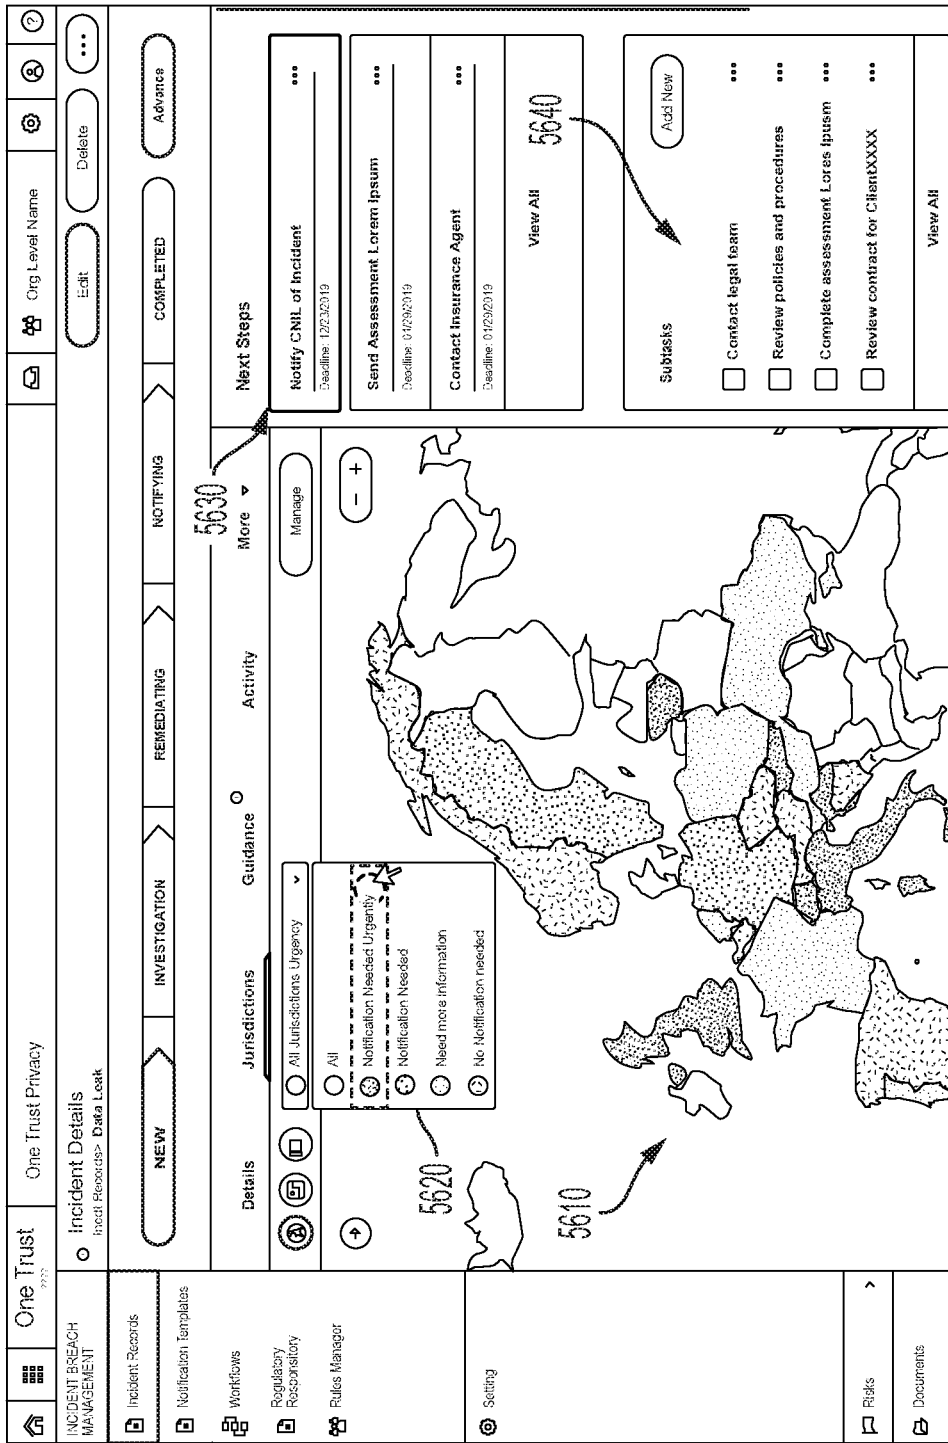 One Trust
????
One Trust Privacy
Org Level Name
?
INCIDENT BREACH
MANAGEMENT
Incident Records
Notification Templates
Workflows
Regulatory
Responsitory
Rules Manager
Setting
Risks
Documents
Incident Details
Incdt Records> Data Leak
Edit
Delete
NEW
INVESTIGATION
REMEDIATING
NOTIFYING
COMPLETED
Advance
Details
Jurisdictions
Guidance
Activity
More
5630
All Jurisdictions Urgency
Manage
All
Notification Needed Urgently
Notification Needed
Need more Information
No Notification needed
5620
5610
Next Steps
Notify CNIL of Incident
Deadline: 12/23/2019
Send Assessment Lorem Ipsum
Deadline: 01/29/2019
Contact Insurance Agent
Deadline: 01/29/2019
View All
5640
Subtasks
Add New
Contact legal team
Review policies and procedures
Complete assessment Lores Ipusm
Review contract for ClientXXXX
View All